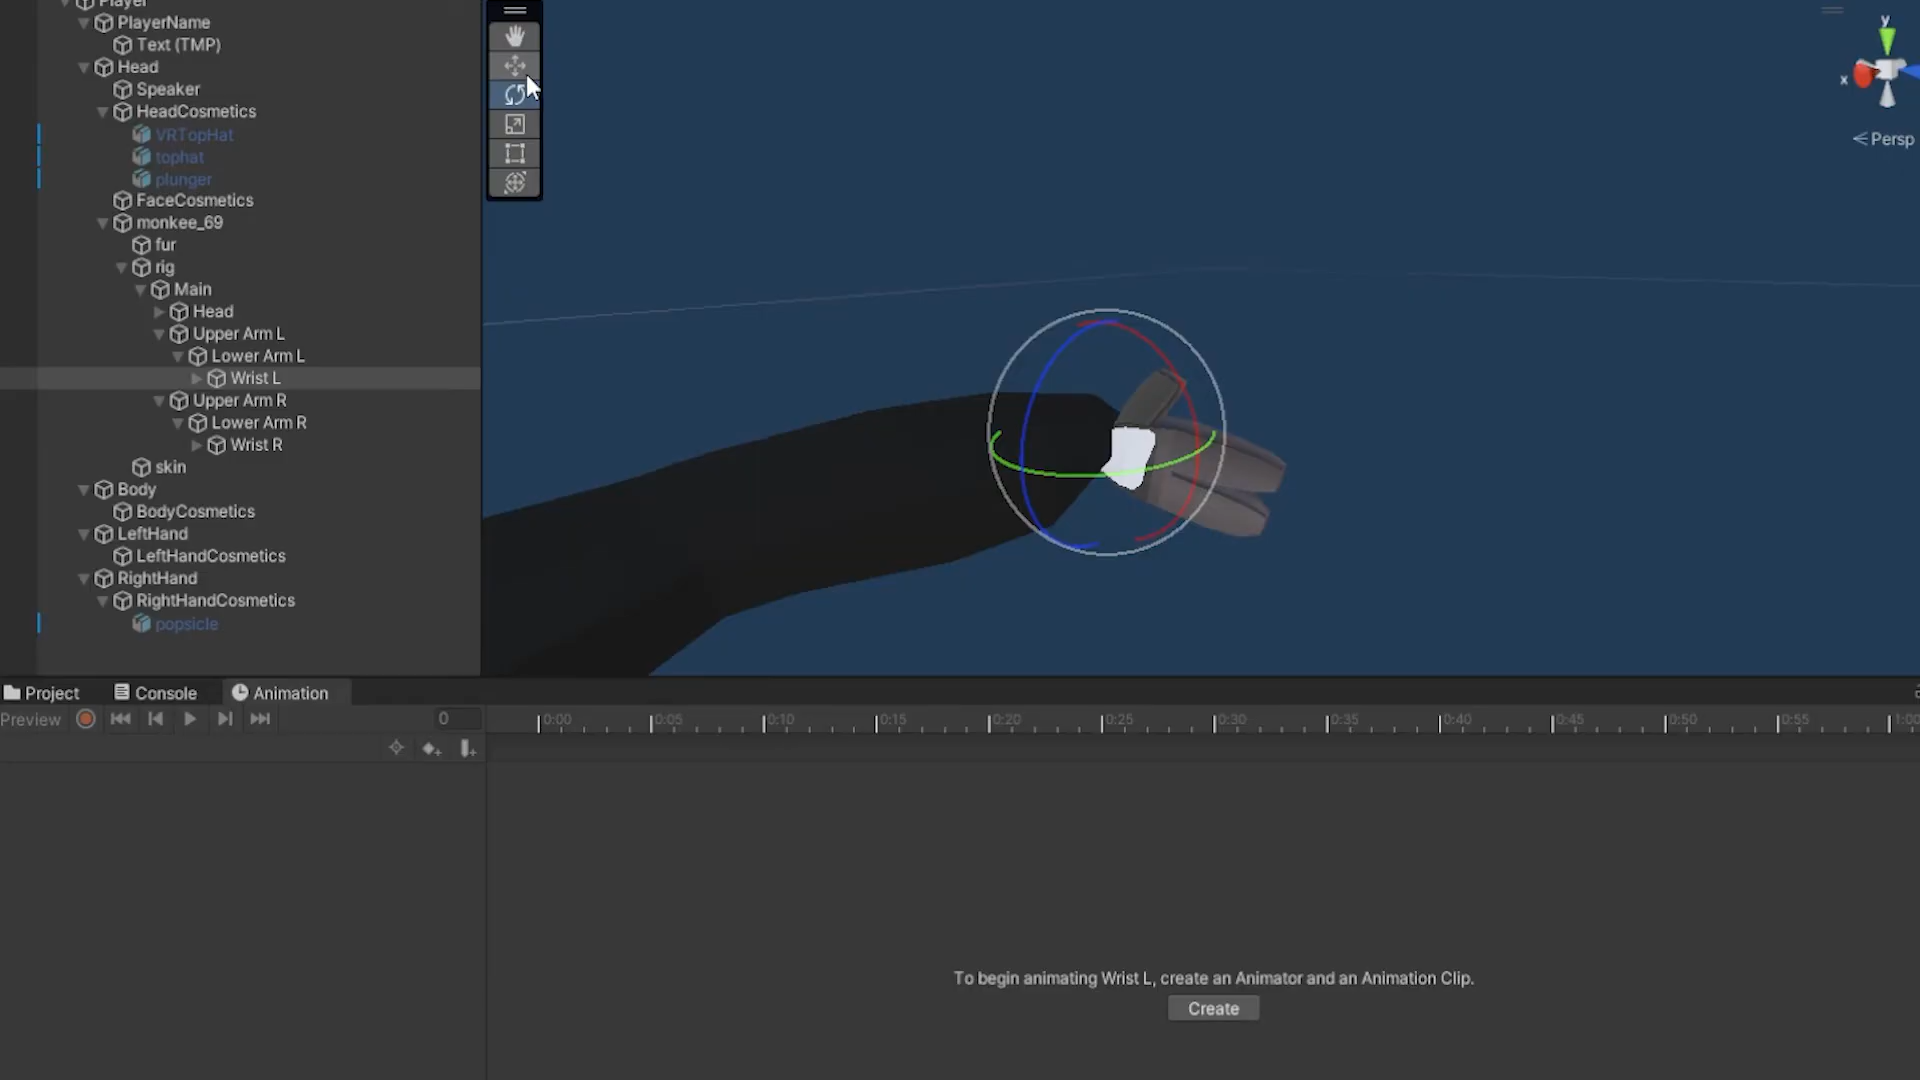 Player
PlayerName
Text (TMP)
Head
Speaker
HeadCosmetics
VRTopHat
tophat
plunger
FaceCosmetics
monkee_69
fur
rig
Main
Head
Upper Arm L
Lower Arm L
Wrist L
Upper Arm R
Lower Arm R
Wrist R
skin
Body
BodyCosmetics
LeftHand
LeftHandCosmetics
RightHand
RightHandCosmetics
popsicle
y
x
Persp
Project Console Animation
Preview 0 0:00 0:05 0:10 0:15 0:20 0:25 0:30 0:35 0:40 0:45 0:50 0:55 1:00
To begin animating Wrist L, create an Animator and an Animation Clip.
Create